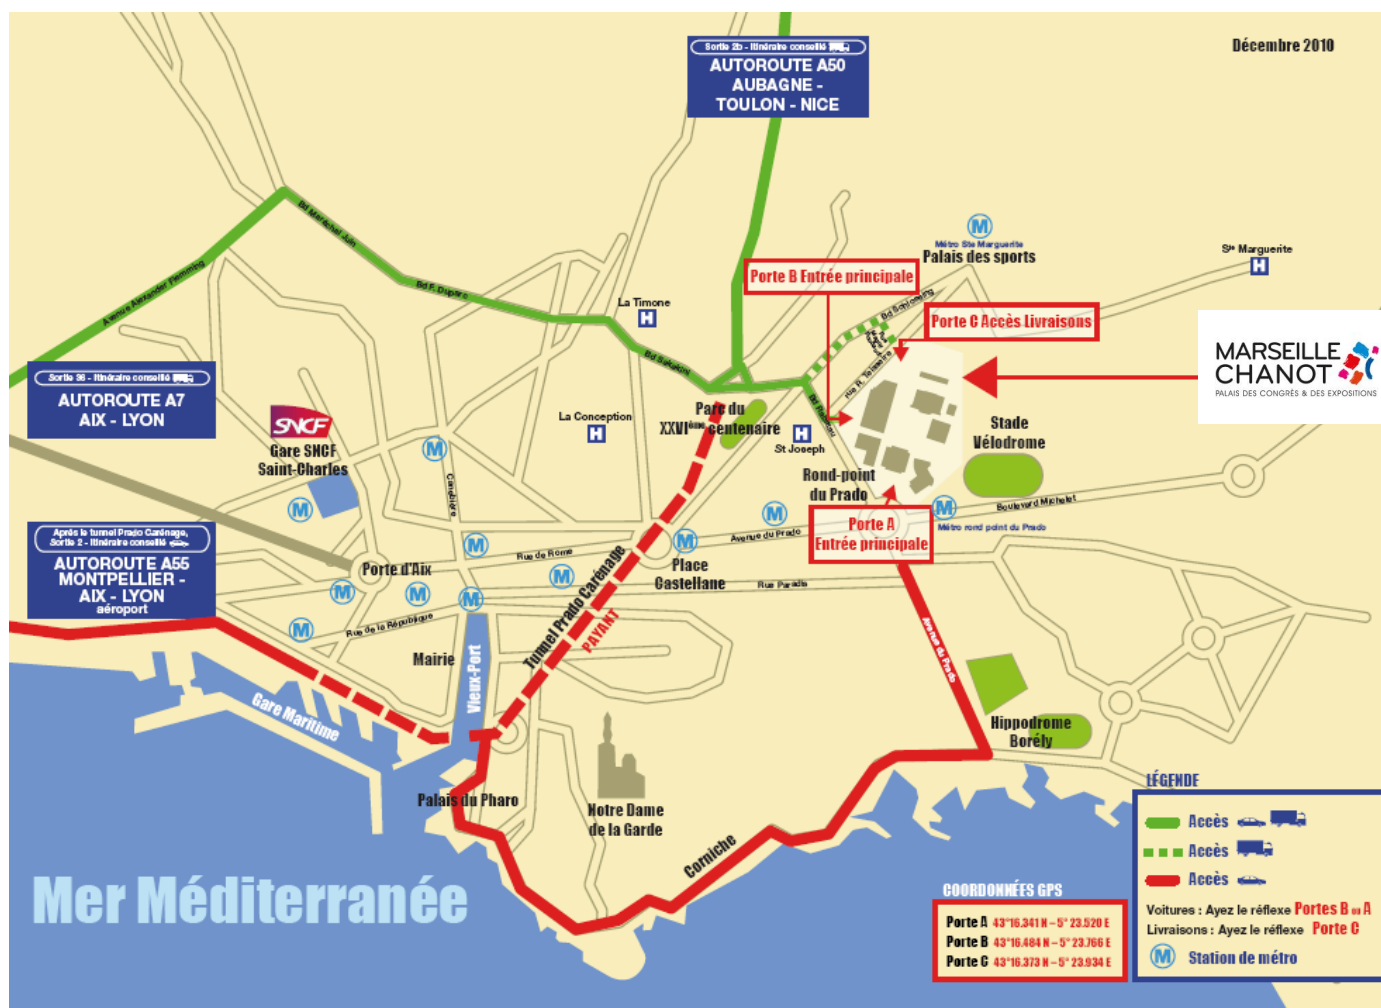 Décembre 2010
Sortie 2b - Itinéraire conseillé
AUTOROUTE A50
AUBAGNE -
TOULON - NICE
Bd Maréchal Juin
Avenue Alexander Flemming
Bd F. Duparc
La Timone
H
Bd Sakakini
M
Métro Ste Marguerite
Palais des sports
Ste Marguerite
H
Porte B Entrée principale
Porte C Accès Livraisons
rue R. Teisseire
Bd Rabatau
MARSEILLE
CHANOT
PALAIS DES CONGRÈS & DES EXPOSITIONS
Sortie 36 - Itinéraire conseillé
AUTOROUTE A7
AIX - LYON
SNCF
Gare SNCF
Saint-Charles
M
M
Canebière
La Conception
H
Parc du
XXVIème centenaire
H
St Joseph
Stade
Vélodrome
Rond-point
du Prado
Boulevard Michelet
M
Métro rond point du Prado
Porte A
Entrée principale
M
Avenue du Prado
M
Place
Castellane
Rue Paradis
Rue de Rome
M
M
Porte d'Aix
M
M
M
M
Rue de la République
Après le tunnel Prado Carénage,
Sortie 2 - Itinéraire conseillé
AUTOROUTE A55
MONTPELLIER -
AIX - LYON
aéroport
Tunnel Prado Carénage
PAYANT
Mairie
Vieux-Port
Gare Maritime
Avenue du Prado
Hippodrome
Borély
Palais du Pharo
Notre Dame
de la Garde
Corniche
Mer Méditerranée
COORDONNÉES GPS
Porte A 43°16.341 N – 5° 23.520 E
Porte B 43°16.484 N – 5° 23.766 E
Porte C 43°16.373 N – 5° 23.934 E
LÉGENDE
Accès
Accès
Accès
Voitures : Ayez le réflexe Portes B ou A
Livraisons : Ayez le réflexe Porte C
M Station de métro